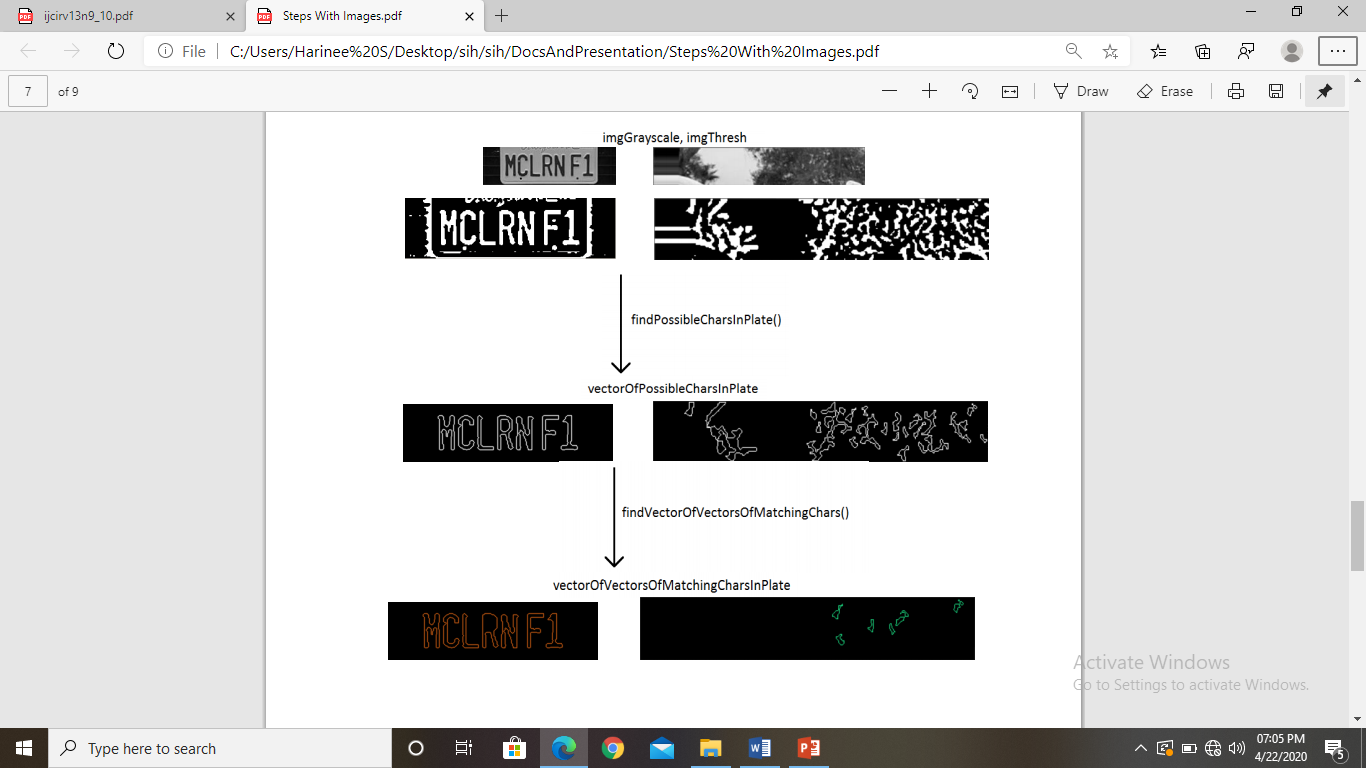 ijcirv13n9_10.pdf
Steps With Images.pdf
File
C:/Users/Harinee%20S/Desktop/sih/sih/DocsAndPresentation/Steps%20With%20Images.pdf
7 of 9
Draw
Erase
imgGrayscale, imgThresh
MCLRN F1
MCLRN F1
findPossibleCharsInPlate()
vectorOfPossibleCharsInPlate
MCLRN F1
findVectorOfVectorsOfMatchingChars()
vectorOfVectorsOfMatchingCharsInPlate
MCLRN F1
Activate Windows
Go to Settings to activate Windows.
Type here to search
07:05 PM
4/22/2020
5